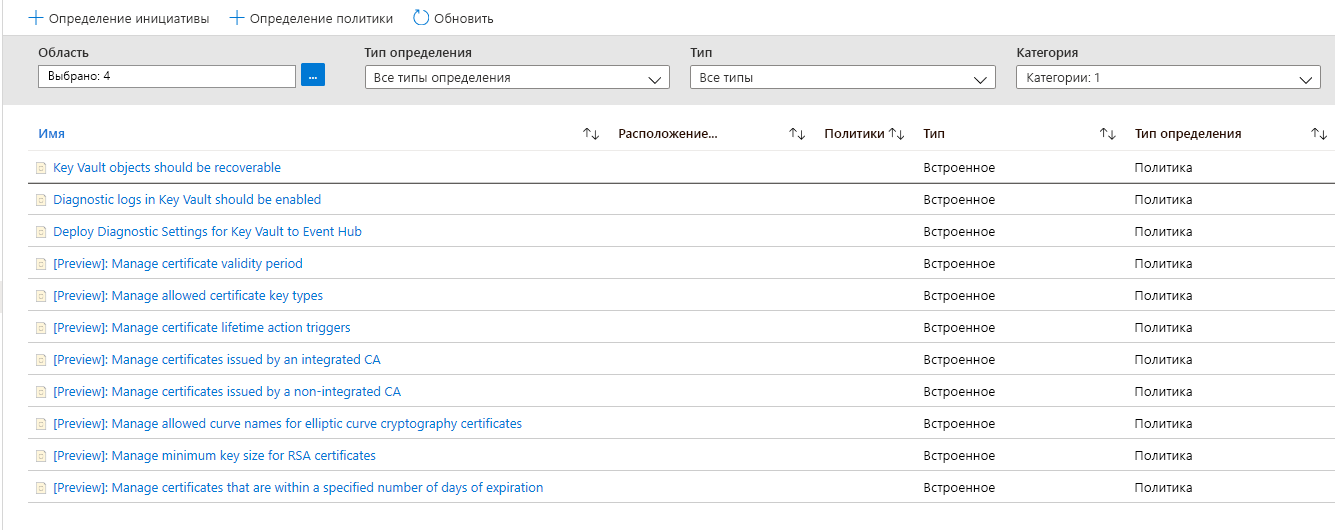 Определение инициативы Определение политики Обновить
Область Тип определения Тип Категория
Выбрано: 4 ... Все типы определения Все типы Категории: 1
Имя Расположение... Политики Тип Тип определения
Key Vault objects should be recoverable Встроенное Политика
Diagnostic logs in Key Vault should be enabled Встроенное Политика
Deploy Diagnostic Settings for Key Vault to Event Hub Встроенное Политика
[Preview]: Manage certificate validity period Встроенное Политика
[Preview]: Manage allowed certificate key types Встроенное Политика
[Preview]: Manage certificate lifetime action triggers Встроенное Политика
[Preview]: Manage certificates issued by an integrated CA Встроенное Политика
[Preview]: Manage certificates issued by a non-integrated CA Встроенное Политика
[Preview]: Manage allowed curve names for elliptic curve cryptography certificates Встроенное Политика
[Preview]: Manage minimum key size for RSA certificates Встроенное Политика
[Preview]: Manage certificates that are within a specified number of days of expiration Встроенное Политика